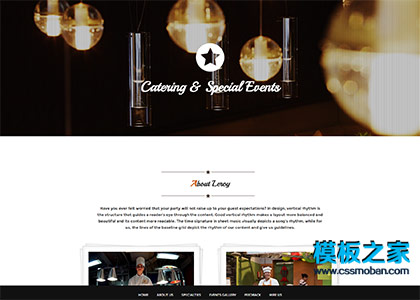 Catering & Special Events
About Leroy
Have you ever felt worried that your party will not raise up to your guest expectations? In design, vertical rhythm is
the structure that guides a reader's eye through the content. Good vertical rhythm makes a layout more balanced and
beautiful and its content more readable. The time signature in sheet music visually depicts a song's rhythm, while for
us, the lines of the baseline grid depict the rhythm of our content and give us guidelines.
模板之家
www.cssmoban.com
HOME ABOUT US SPECIALTIES EVENTS GALLERY FEEDBACK HIRE US